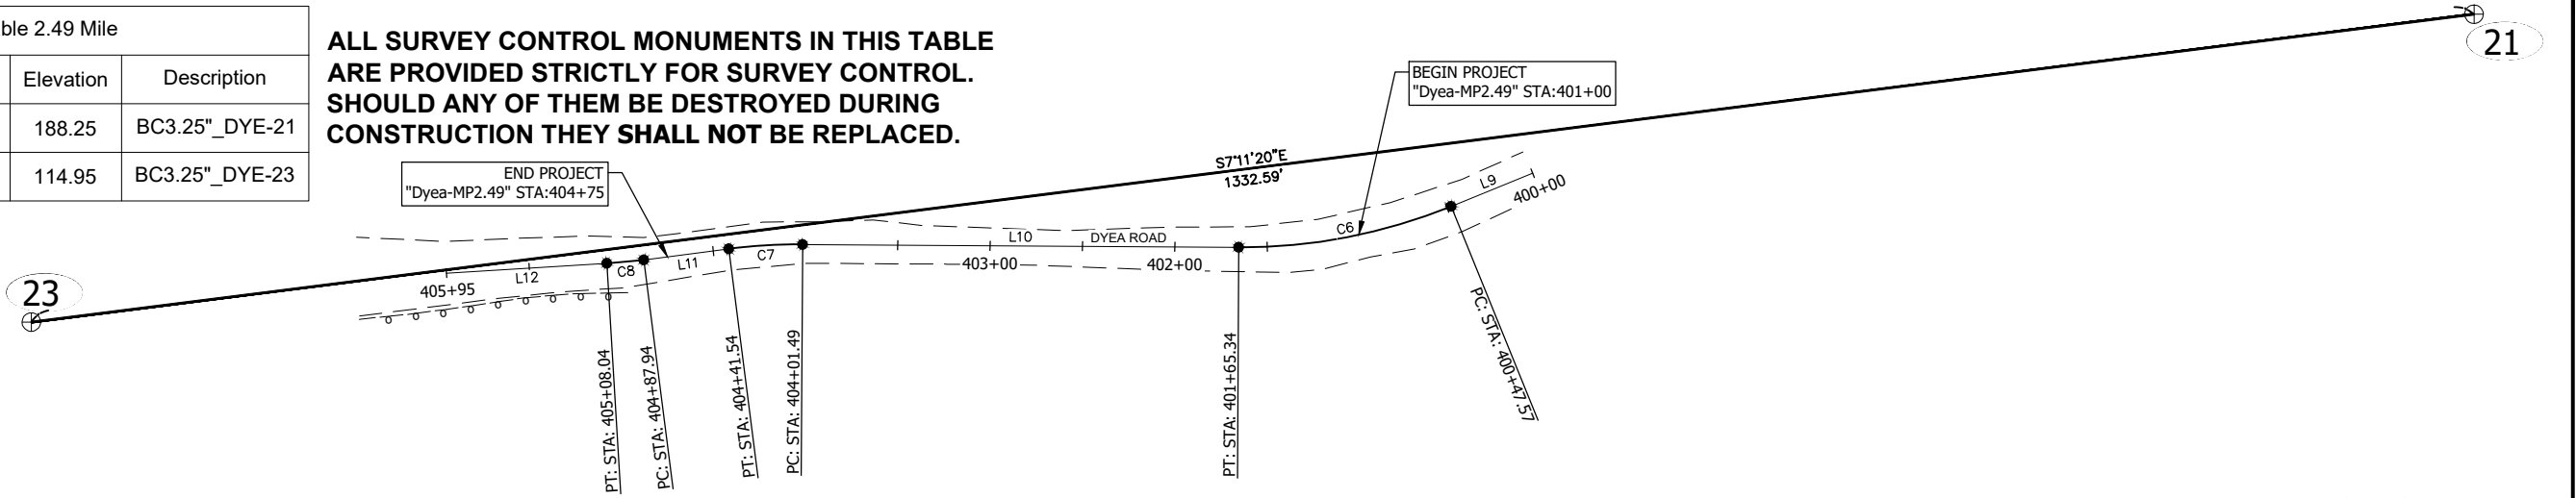 ble 2.49 Mile
Elevation Description
188.25 BC3.25"_DYE-21
114.95 BC3.25"_DYE-23
ALL SURVEY CONTROL MONUMENTS IN THIS TABLE
ARE PROVIDED STRICTLY FOR SURVEY CONTROL.
SHOULD ANY OF THEM BE DESTROYED DURING
CONSTRUCTION THEY SHALL NOT BE REPLACED.
21
BEGIN PROJECT
"Dyea-MP2.49" STA:401+00
END PROJECT
"Dyea-MP2.49" STA:404+75
S7°11'20"E
1332.59'
L9
400+00
C6
L10
DYEA ROAD
C7
L11
C8
L12
403+00
402+00
405+95
23
PT: STA: 405+08.04
PC: STA: 404+87.94
PT: STA: 404+41.54
PC: STA: 404+01.49
PT: STA: 401+65.34
PC: STA: 400+47.57